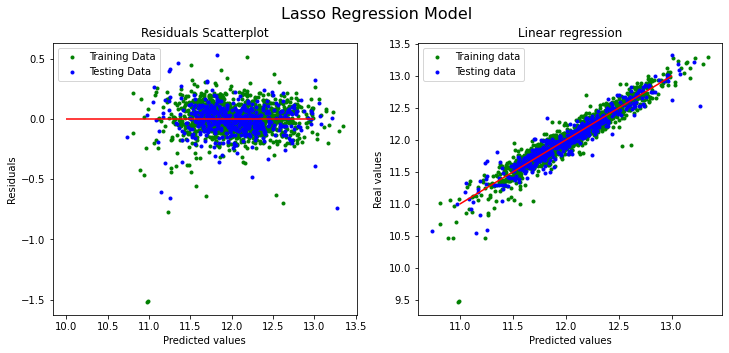 Lasso Regression Model
Residuals Scatterplot
Training Data
Testing Data
0.5
0.0
−0.5
−1.0
−1.5
Residuals
10.0 10.5 11.0 11.5 12.0 12.5 13.0 13.5
Predicted values
Linear regression
Training data
Testing data
13.5
13.0
12.5
12.0
11.5
11.0
10.5
10.0
9.5
Real values
11.0 11.5 12.0 12.5 13.0
Predicted values